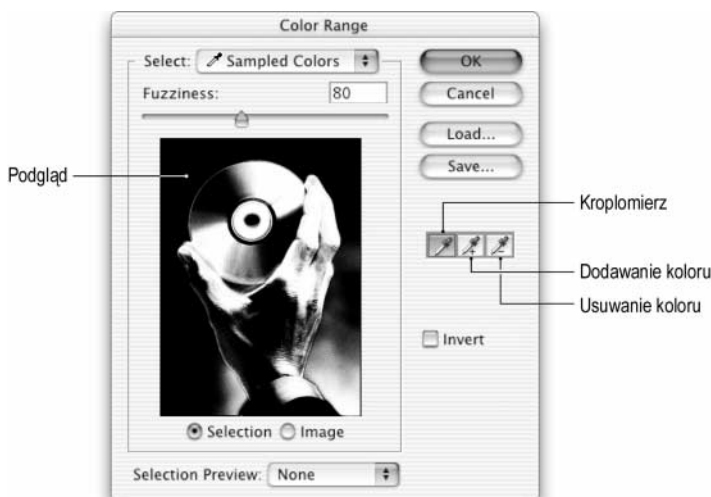 Color Range
Select: Sampled Colors
OK
Fuzziness: 80
Cancel
Load...
Save...
Podgląd
Kroplomierz
Dodawanie koloru
Usuwanie koloru
Invert
Selection Image
Selection Preview: None